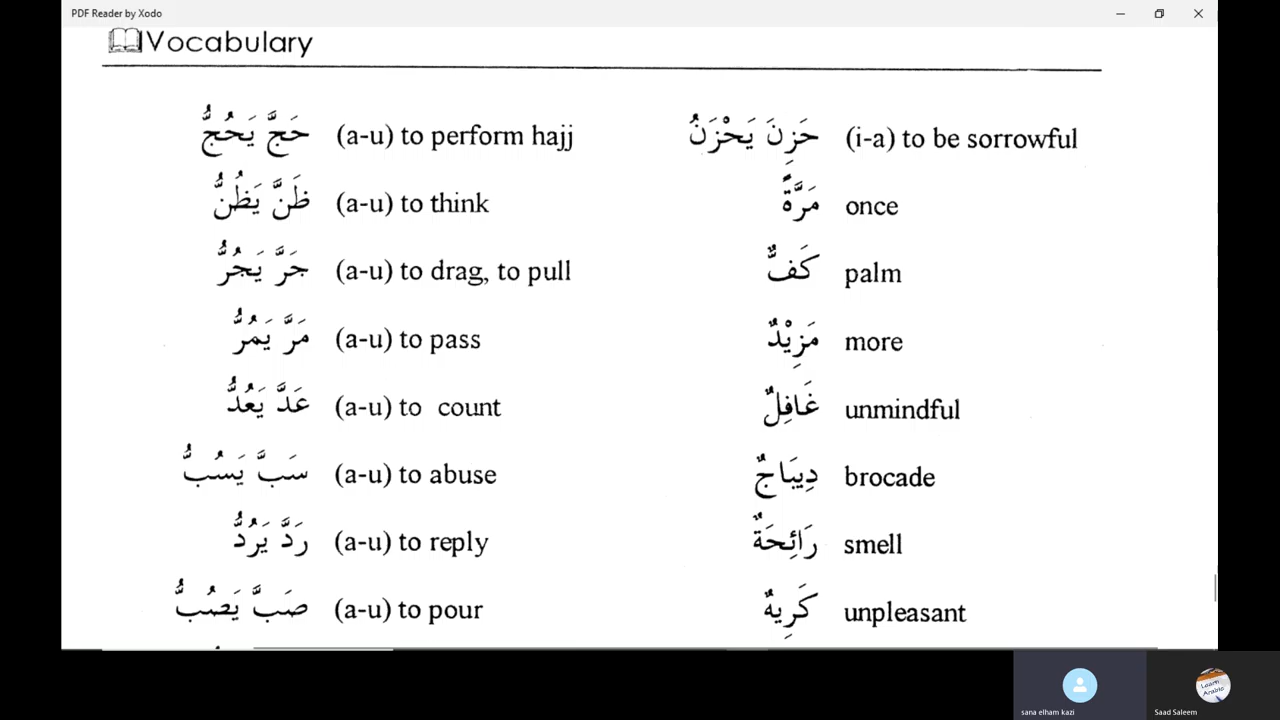 PDF Reader by Xodo
Vocabulary
حَجَّ يَحُجُّ (a-u) to perform hajj
ظَنَّ يَظُنُّ (a-u) to think
جَرَّ يَجُرُّ (a-u) to drag, to pull
مَرَّ يَمُرُّ (a-u) to pass
عَدَّ يَعُدُّ (a-u) to count
سَبَّ يَسُبُّ (a-u) to abuse
رَدَّ يَرُدُّ (a-u) to reply
صَبَّ يَصُبُّ (a-u) to pour
حَزِنَ يَحْزَنُ (i-a) to be sorrowful
مَرَّةً once
كَفٌّ palm
مَزِيْدٌ more
غَافِلٌ unmindful
دِيبَاجٌ brocade
رَائِحَةٌ smell
كَرِيهٌ unpleasant
sana elham kazi
Learn Arabic
Saad Saleem